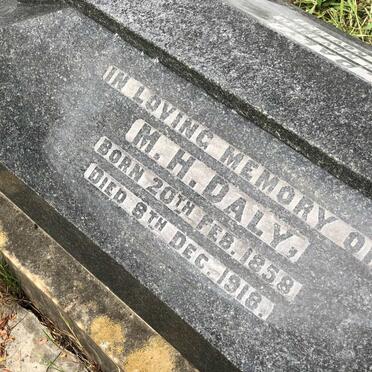 IN LOVING MEMORY OF
M. H. DALY,
BORN 20TH FEB. 1858
DIED 8TH DEC. 1918.